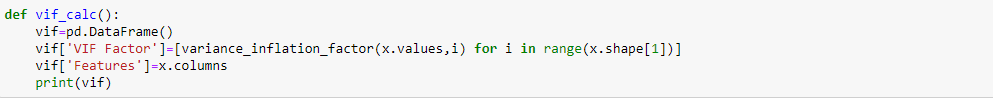 def vif_calc():
    vif=pd.DataFrame()
    vif['VIF Factor']=[variance_inflation_factor(x.values,i) for i in range(x.shape[1])]
    vif['Features']=x.columns
    print(vif)